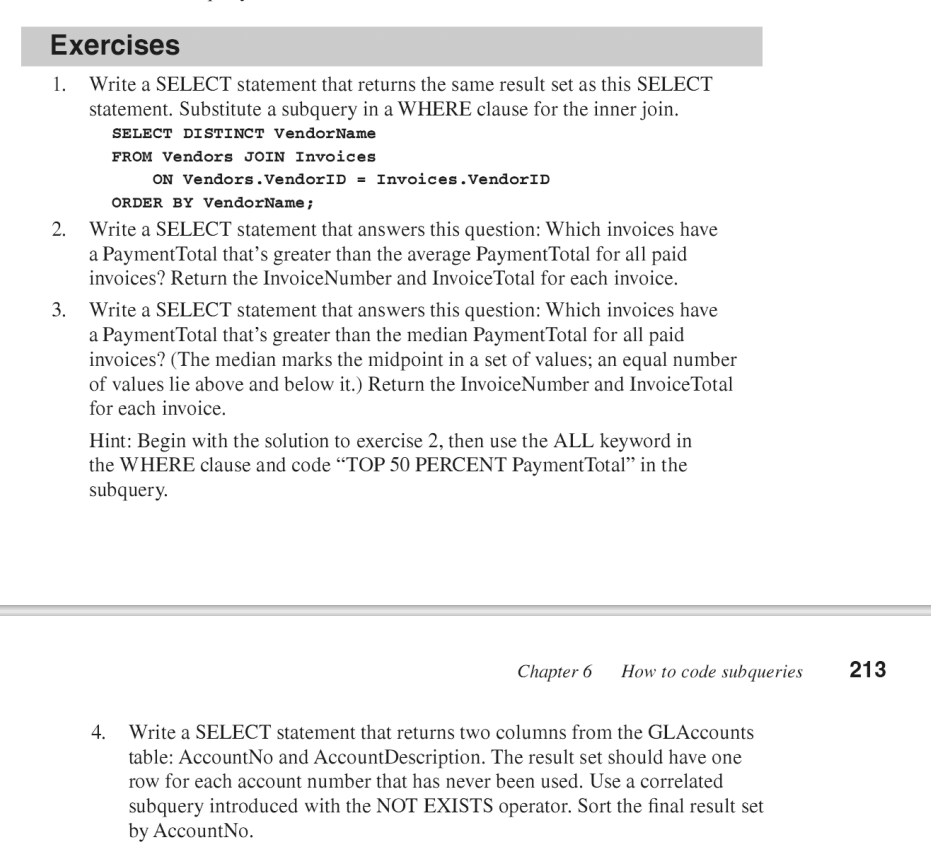 Exercises
1. Write a SELECT statement that returns the same result set as this SELECT
statement. Substitute a subquery in a WHERE clause for the inner join.
SELECT DISTINCT VendorName
FROM Vendors JOIN Invoices
ON Vendors.VendorID = Invoices.VendorID
ORDER BY VendorName;
2. Write a SELECT statement that answers this question: Which invoices have
a PaymentTotal that’s greater than the average PaymentTotal for all paid
invoices? Return the InvoiceNumber and InvoiceTotal for each invoice.
3. Write a SELECT statement that answers this question: Which invoices have
a PaymentTotal that’s greater than the median PaymentTotal for all paid
invoices? (The median marks the midpoint in a set of values; an equal number
of values lie above and below it.) Return the InvoiceNumber and InvoiceTotal
for each invoice.
Hint: Begin with the solution to exercise 2, then use the ALL keyword in
the WHERE clause and code “TOP 50 PERCENT PaymentTotal” in the
subquery.
Chapter 6 How to code subqueries 213
4. Write a SELECT statement that returns two columns from the GLAccounts
table: AccountNo and AccountDescription. The result set should have one
row for each account number that has never been used. Use a correlated
subquery introduced with the NOT EXISTS operator. Sort the final result set
by AccountNo.